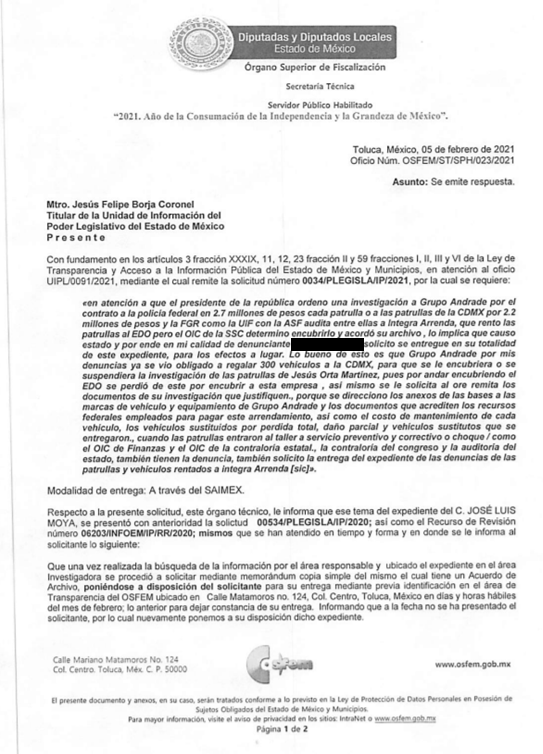 Diputadas y Diputados Locales
Estado de México
Órgano Superior de Fiscalización
Secretaría Técnica
Servidor Público Habilitado
“2021. Año de la Consumación de la Independencia y la Grandeza de México”.
Toluca, México, 05 de febrero de 2021
Oficio Núm. OSFEM/ST/SPH/023/2021
Asunto: Se emite respuesta.
Mtro. Jesús Felipe Borja Coronel
Titular de la Unidad de Información del
Poder Legislativo del Estado de México
P r e s e n t e
Con fundamento en los artículos 3 fracción XXXIX, 11, 12, 23 fracción II y 59 fracciones I, II, III y VI de la Ley de
Transparencia y Acceso a la Información Pública del Estado de México y Municipios, en atención al oficio
UIPL/0091/2021, mediante el cual remite la solicitud número 0034/PLEGISLA/IP/2021, por la cual se requiere:
«en atención a que el presidente de la república ordeno una investigación a Grupo Andrade por el
contrato a la policía federal en 2.7 millones de pesos cada patrulla o a las patrullas de la CDMX por 2.2
millones de pesos y la FGR como la UIF con la ASF audita entre ellas a Integra Arrenda, que rento las
patrullas al EDO pero el OIC de la SSC determino encubrirlo y acordó su archivo , lo implica que causo
estado y por ende en mi calidad de denunciante solicito se entregue en su totalidad
de este expediente, para los efectos a lugar. Lo bueno de esto es que Grupo Andrade por mis
denuncias ya se vio obligado a regalar 300 vehículos a la CDMX, para que se le encubriera o se
suspendiera la investigación de las patrullas de Jesús Orta Martínez, pues por andar encubriendo el
EDO se perdió de este por encubrir a esta empresa , así mismo se le solicita al ore remita los
documentos de su investigación que justifiquen., porque se direcciono los anexos de las bases a las
marcas de vehículo y equipamiento de Grupo Andrade y los documentos que acrediten los recursos
federales empleados para pagar este arrendamiento, así como el costo de mantenimiento de cada
vehículo, los vehículos sustituidos por perdida total, daño parcial y vehículos sustitutos que se
entregaron., cuando las patrullas entraron al taller a servicio preventivo y correctivo o choque / como
el OIC de Finanzas y el OIC de la contraloría estatal., la contraloría del congreso y la auditoria del
estado, también tienen la denuncia, también solicito la entrega del expediente de las denuncias de las
patrullas y vehículos rentados a integra Arrenda [sic]».
Modalidad de entrega: A través del SAIMEX.
Respecto a la presente solicitud, este órgano técnico, le informa que ese tema del expediente del C. JOSÉ LUIS
MOYA, se presentó con anterioridad la solictud 00534/PLEGISLA/IP/2020; así como el Recurso de Revisión
número 06203/INFOEM/IP/RR/2020; mismos que se han atendido en tiempo y forma y en donde se le informa al
solicitante lo siguiente:
Que una vez realizada la búsqueda de la información por el área responsable y ubicado el expediente en el área
Investigadora se procedió a solicitar mediante memorándum copia simple del mismo el cual tiene un Acuerdo de
Archivo, poniéndose a disposición del solicitante para su entrega mediante previa identificación en el área de
Transparencia del OSFEM ubicado en Calle Matamoros no. 124, Col. Centro, Toluca, México en días y horas hábiles
del mes de febrero; lo anterior para dejar constancia de su entrega. Informando que a la fecha no se ha presentado el
solicitante, por lo cual nuevamente ponemos a su disposición dicho expediente.
Calle Mariano Matamoros No. 124
Col. Centro. Toluca, Méx. C. P. 50000
osfem
www.osfem.gob.mx
El presente documento y anexos, en su caso, serán tratados conforme a lo previsto en la Ley de Protección de Datos Personales en Posesión de
Sujetos Obligados del Estado de México y Municipios.
Para mayor información, visite el aviso de privacidad en los sitios: IntraNet o www.osfem.gob.mx
Página 1 de 2